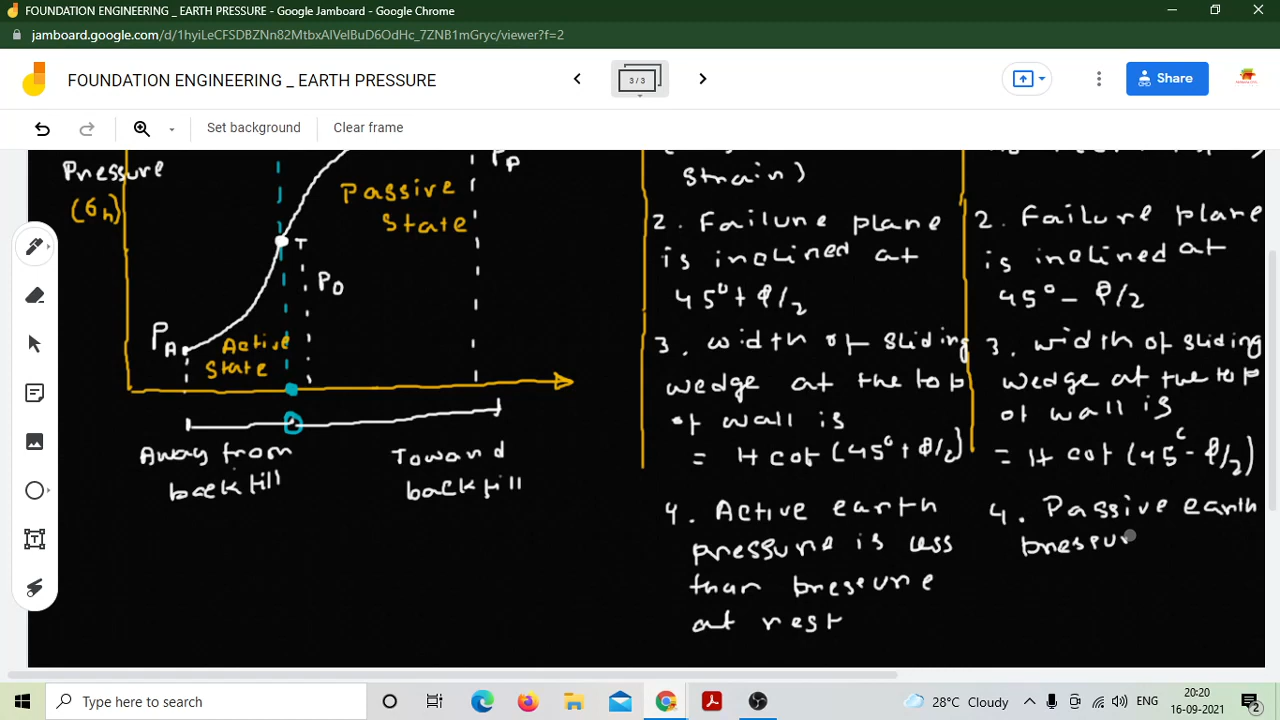 FOUNDATION ENGINEERING _ EARTH PRESSURE - Google Jamboard - Google Chrome
jamboard.google.com/d/1hyiLeCFSDBZNn82MtbxAlVelBuD6OdHc_7ZNB1mGryc/viewer?f=2
FOUNDATION ENGINEERING _ EARTH PRESSURE
3 / 3
Share
Set background
Clear frame
Pressure
(σh)
Pp
Passive
State
T
P0
PA
Active
State
Away from
backfill
Toward
backfill
strain)
2. Failure plane
is inclined at
45° + φ/2
3. width of sliding
wedge at the top
of wall is
= H cot (45° + φ/2)
4. Active earth
pressure is less
than pressure
at rest
2. Failure plane
is inclined at
45° - φ/2
3. width of sliding
wedge at the top
of wall is
= H cot (45° - φ/2)
4. Passive earth
pressur
Type here to search
28°C Cloudy
ENG
20:20
16-09-2021
2